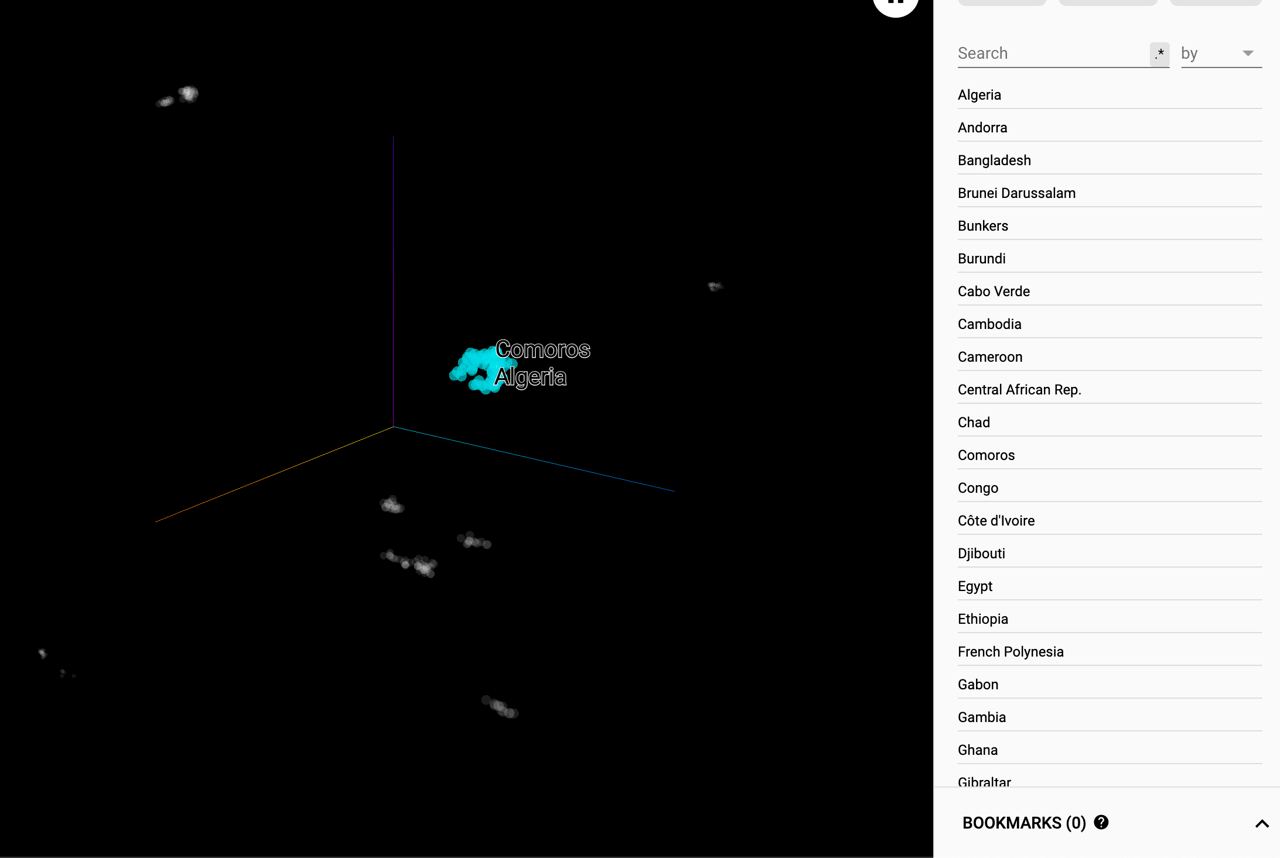 Search .* by
Algeria
Andorra
Bangladesh
Brunei Darussalam
Bunkers
Burundi
Cabo Verde
Cambodia
Cameroon
Central African Rep.
Chad
Comoros
Congo
Côte d'Ivoire
Djibouti
Egypt
Ethiopia
French Polynesia
Gabon
Gambia
Ghana
Gibraltar
BOOKMARKS (0) ?
Comoros
Algeria